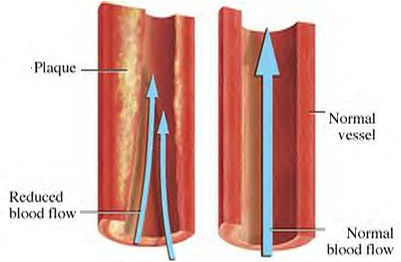 Plaque
Reduced
blood flow
Normal
vessel
Normal
blood flow